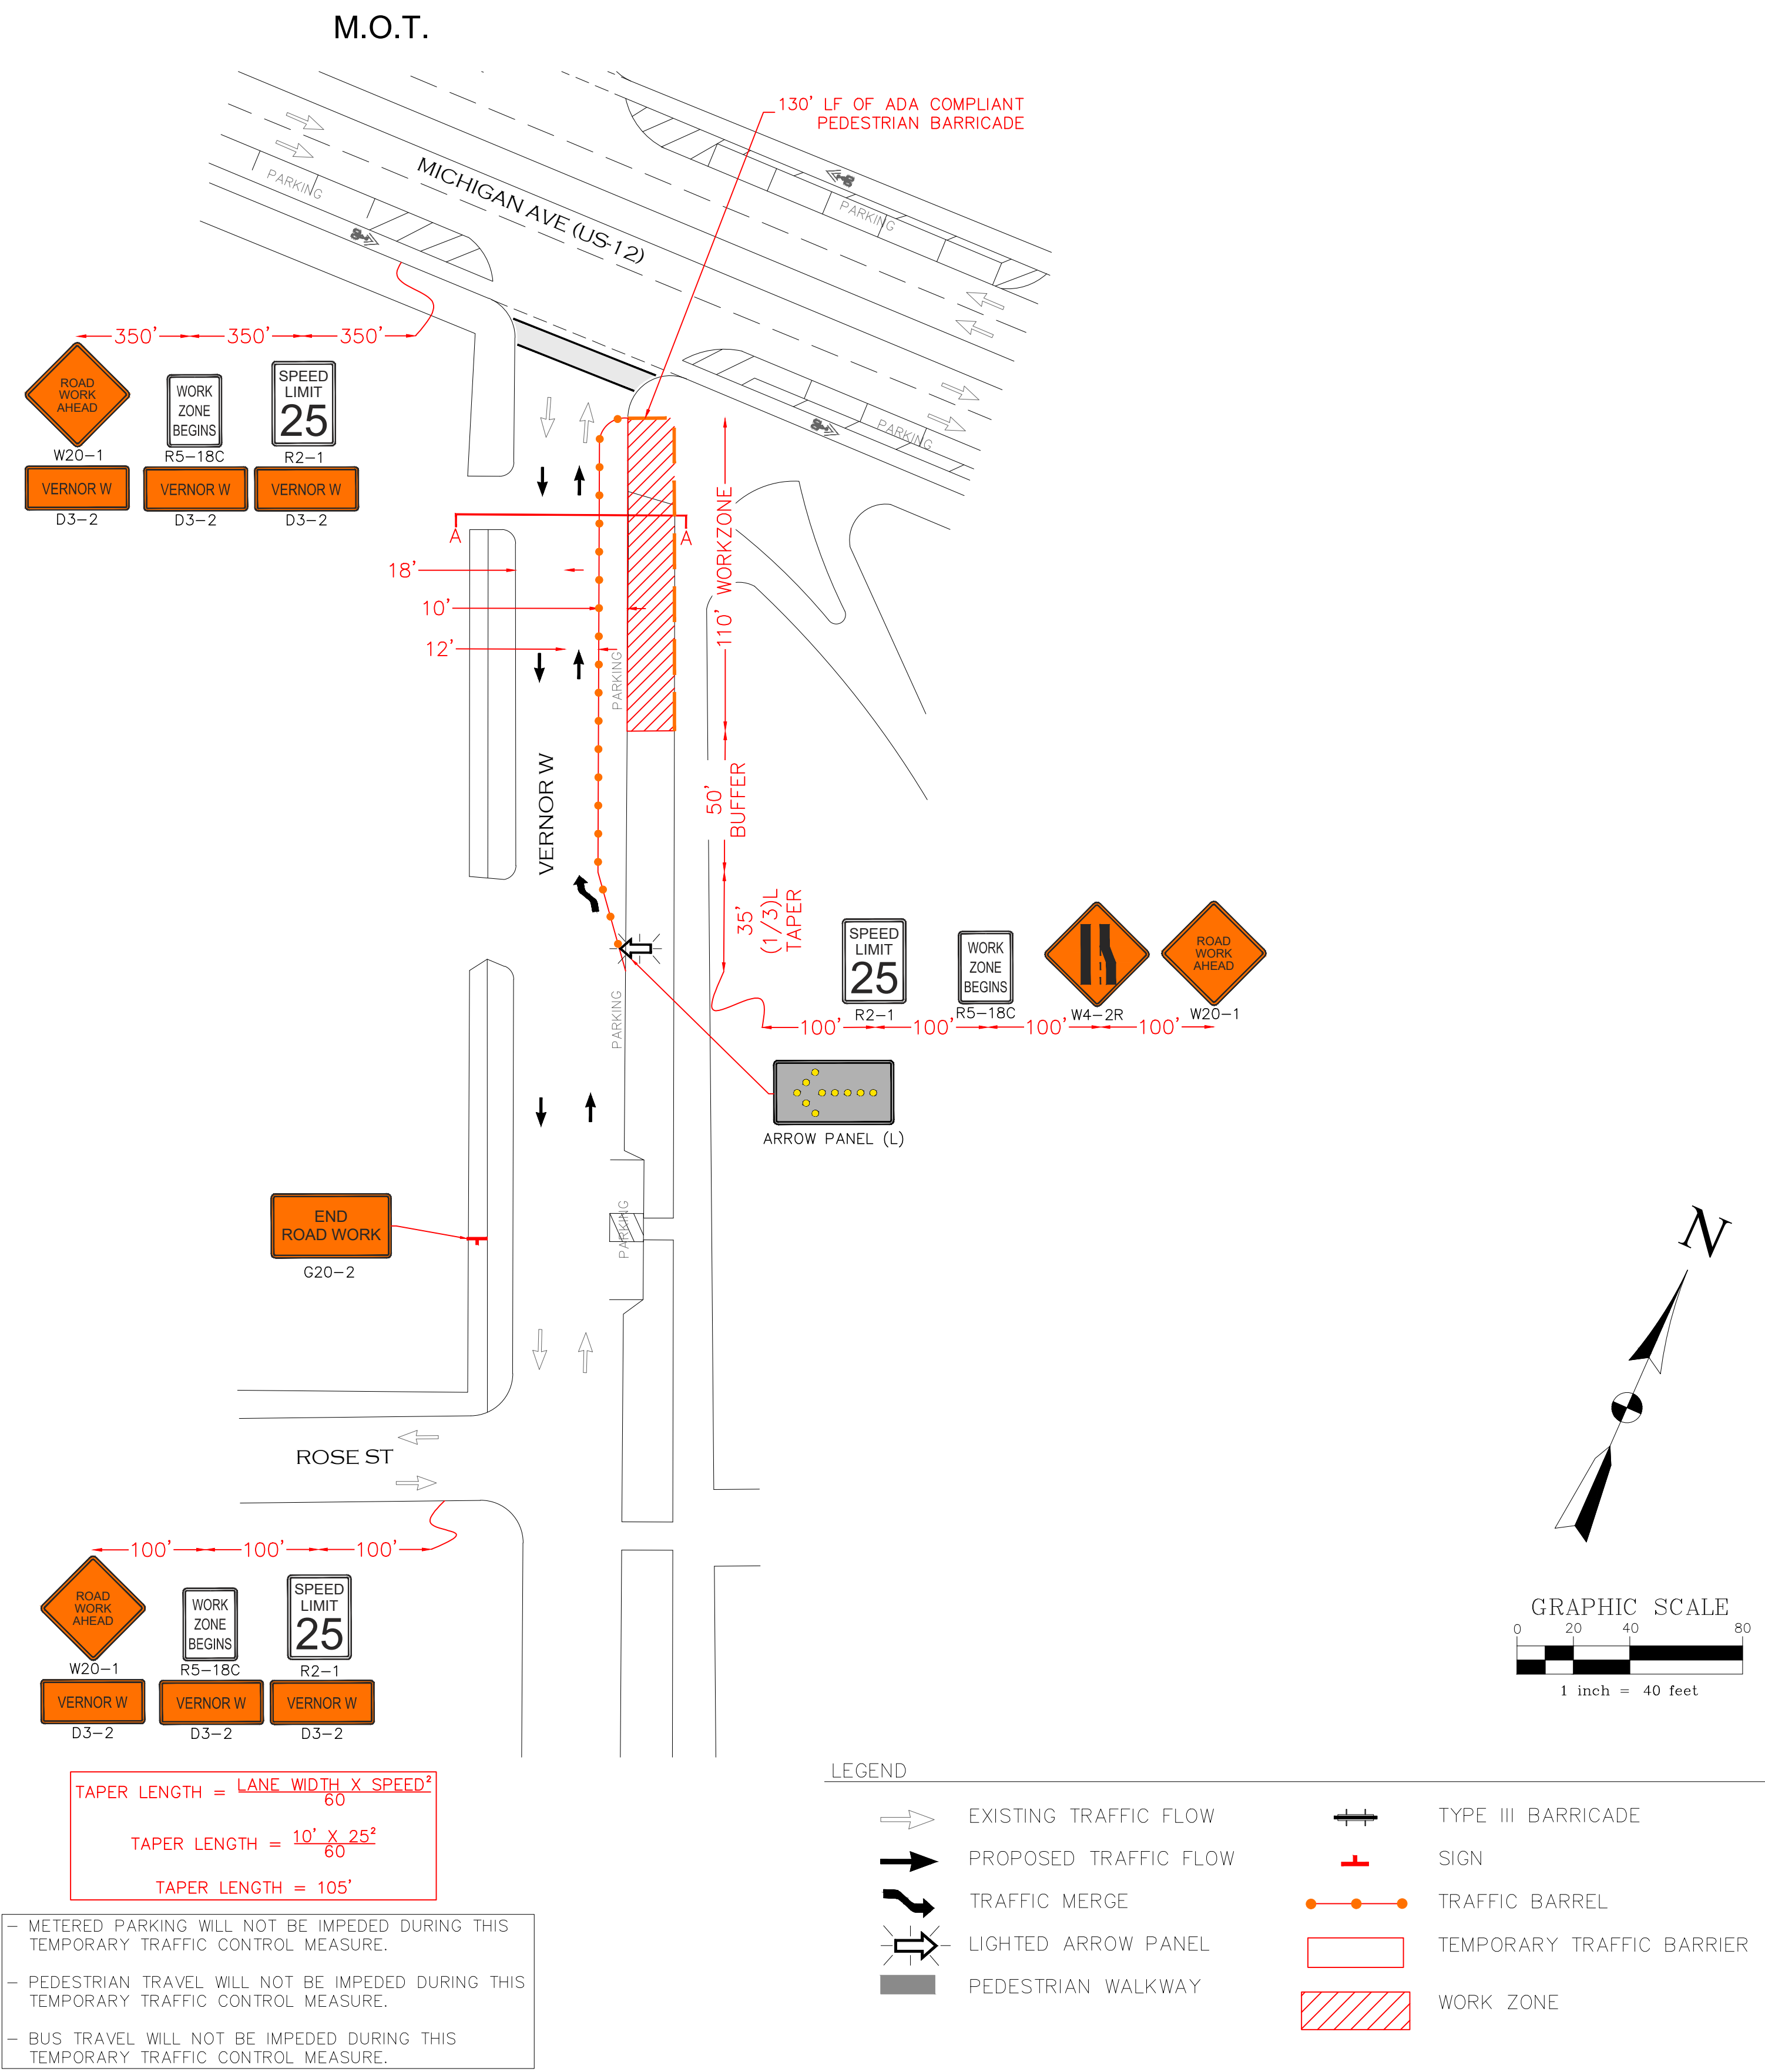 M.O.T.
130' LF OF ADA COMPLIANT
PEDESTRIAN BARRICADE
MICHIGAN AVE (US-12)
PARKING
PARKING
PARKING
350'
350'
350'
ROAD
WORK
AHEAD
W20-1
VERNOR W
D3-2
WORK
ZONE
BEGINS
R5-18C
VERNOR W
D3-2
SPEED
LIMIT
25
R2-1
VERNOR W
D3-2
A
A
18'
10'
12'
110' WORKZONE
PARKING
50'
BUFFER
VERNOR W
35'
(1/3)L
TAPER
PARKING
SPEED
LIMIT
25
R2-1
WORK
ZONE
BEGINS
R5-18C
W4-2R
ROAD
WORK
AHEAD
W20-1
100'
100'
100'
100'
ARROW PANEL (L)
END
ROAD WORK
G20-2
PARKING
N
ROSE ST
100'
100'
100'
ROAD
WORK
AHEAD
W20-1
VERNOR W
D3-2
WORK
ZONE
BEGINS
R5-18C
VERNOR W
D3-2
SPEED
LIMIT
25
R2-1
VERNOR W
D3-2
GRAPHIC SCALE
0 20 40 80
1 inch = 40 feet
TAPER LENGTH = LANE WIDTH X SPEED²
60
TAPER LENGTH = 10' X 25²
60
TAPER LENGTH = 105'
- METERED PARKING WILL NOT BE IMPEDED DURING THIS
TEMPORARY TRAFFIC CONTROL MEASURE.
- PEDESTRIAN TRAVEL WILL NOT BE IMPEDED DURING THIS
TEMPORARY TRAFFIC CONTROL MEASURE.
- BUS TRAVEL WILL NOT BE IMPEDED DURING THIS
TEMPORARY TRAFFIC CONTROL MEASURE.
LEGEND
EXISTING TRAFFIC FLOW
PROPOSED TRAFFIC FLOW
TRAFFIC MERGE
LIGHTED ARROW PANEL
PEDESTRIAN WALKWAY
TYPE III BARRICADE
SIGN
TRAFFIC BARREL
TEMPORARY TRAFFIC BARRIER
WORK ZONE